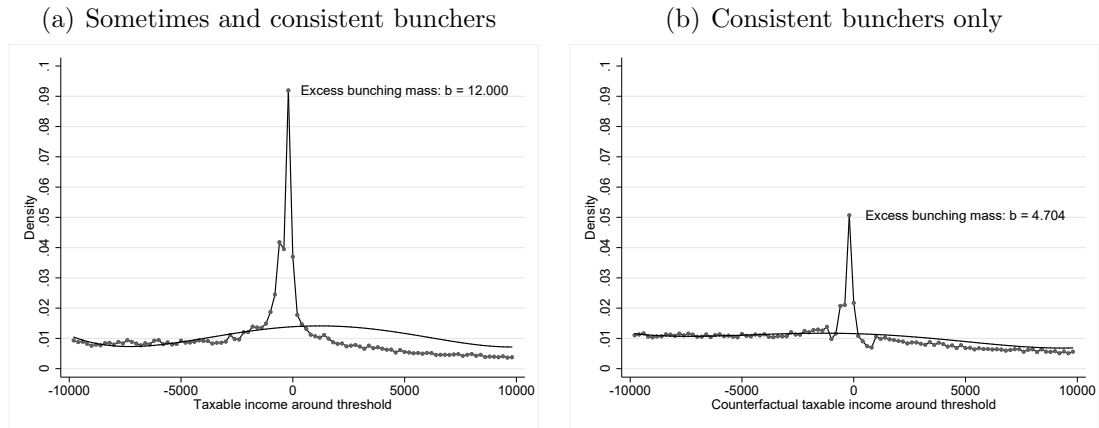 (a) Sometimes and consistent bunchers
.1
.09
.08
.07
.06
.05
.04
.03
.02
.01
0
Density
Excess bunching mass: b = 12.000
-10000 -5000 0 5000 10000
Taxable income around threshold
(b) Consistent bunchers only
.1
.09
.08
.07
.06
.05
.04
.03
.02
.01
0
Density
Excess bunching mass: b = 4.704
-10000 -5000 0 5000 10000
Counterfactual taxable income around threshold